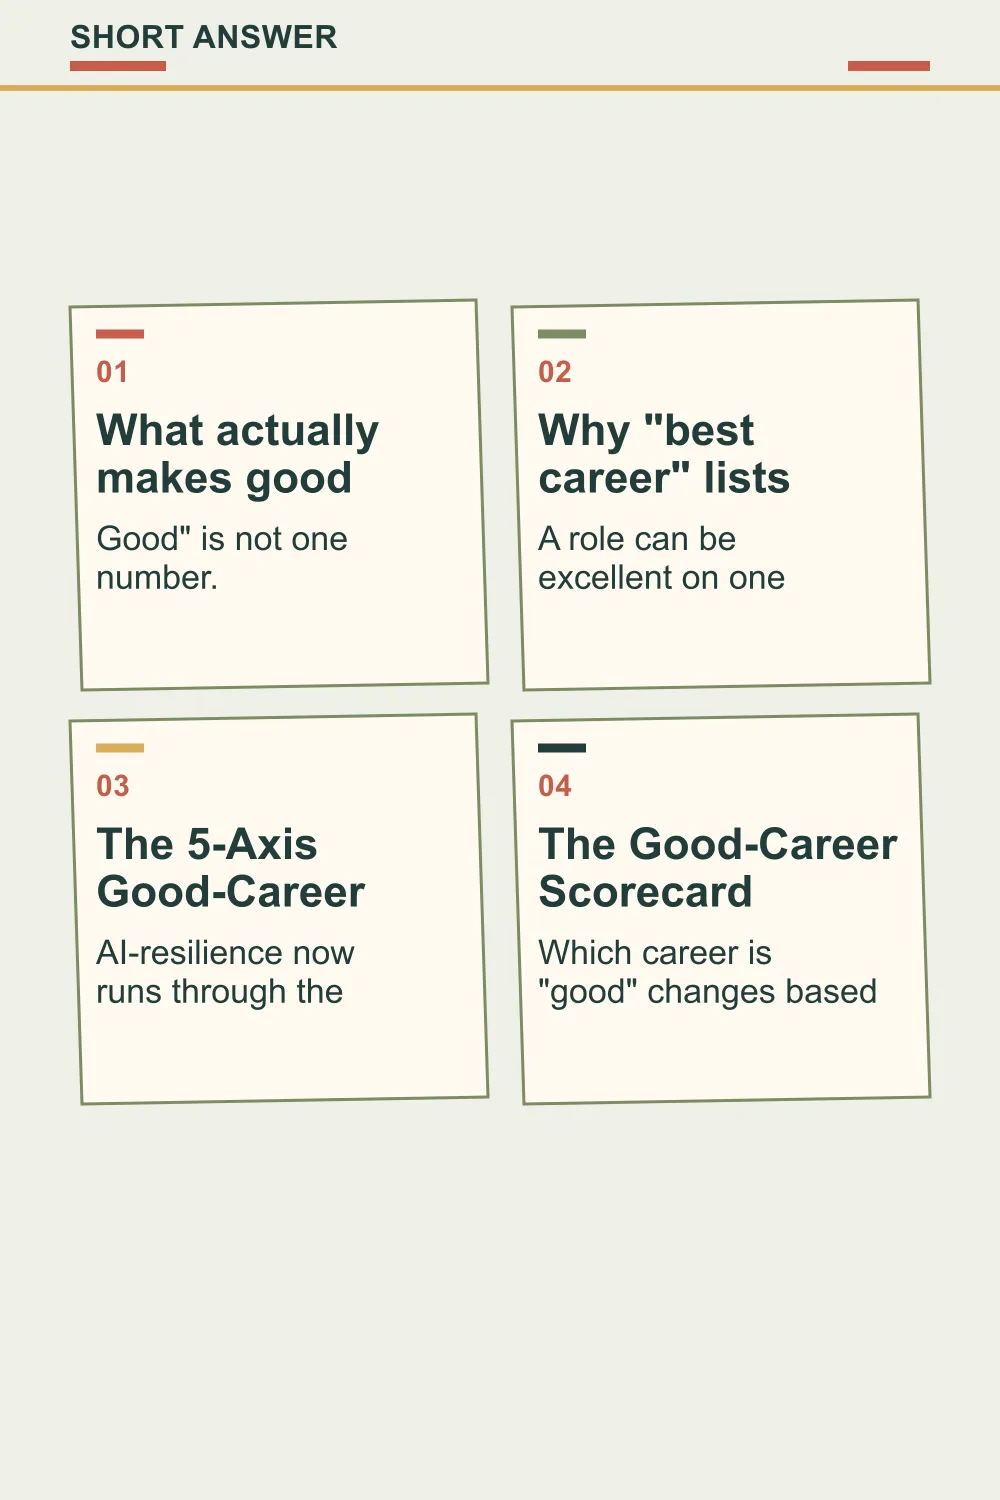 SHORT ANSWER
01
What actually
makes good
Good" is not one
number.
02
Why "best
career" lists
A role can be
excellent on one
03
The 5-Axis
Good-Career
AI-resilience now
runs through the
04
The Good-Career
Scorecard
Which career is
"good" changes based